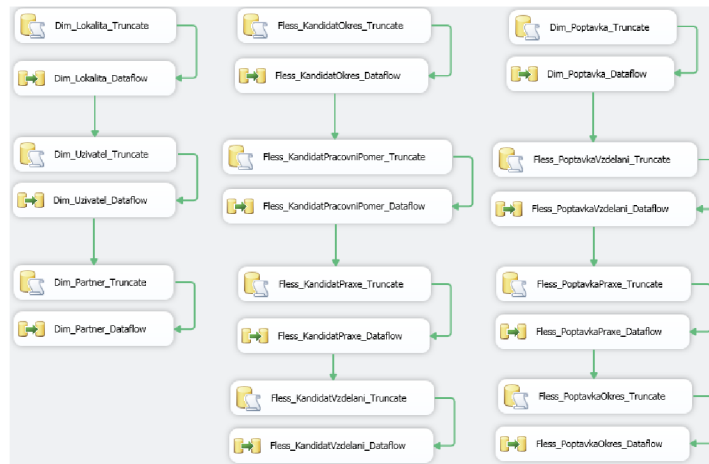 Dim_Lokalita_Truncate
Dim_Lokalita_Dataflow
Dim_Uzivatel_Truncate
Dim_Uzivatel_Dataflow
Dim_Partner_Truncate
Dim_Partner_Dataflow
Fless_KandidatOkres_Truncate
Fless_KandidatOkres_Dataflow
Fless_KandidatPracovniPomer_Truncate
Fless_KandidatPracovniPomer_Dataflow
Fless_KandidatPraxe_Truncate
Fless_KandidatPraxe_Dataflow
Fless_KandidatVzdelani_Truncate
Fless_KandidatVzdelani_Dataflow
Dim_Poptavka_Truncate
Dim_Poptavka_Dataflow
Fless_PoptavkaVzdelani_Truncate
Fless_PoptavkaVzdelani_Dataflow
Fless_PoptavkaPraxe_Truncate
Fless_PoptavkaPraxe_Dataflow
Fless_PoptavkaOkres_Truncate
Fless_PoptavkaOkres_Dataflow